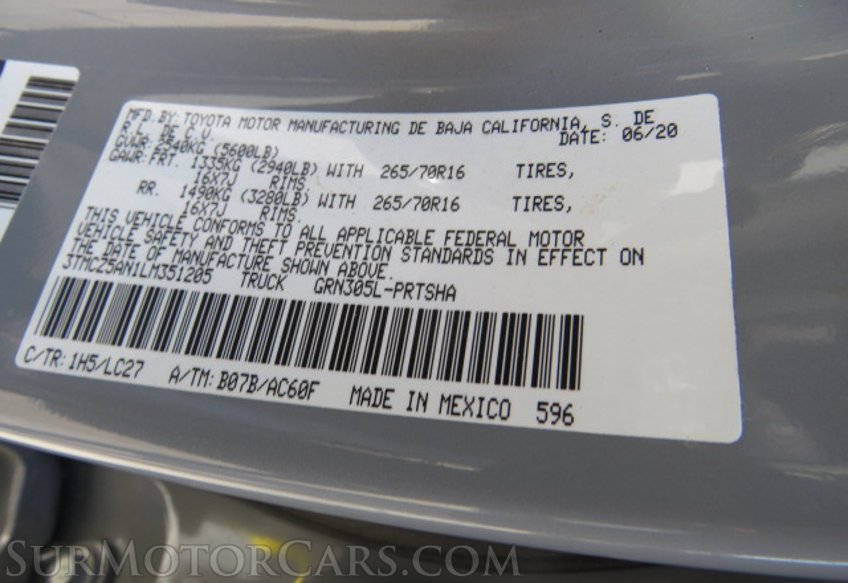 MFD.BY: TOYOTA MOTOR MANUFACTURING DE BAJA CALIFORNIA, S. DE
R.L. DE C.V. DATE: 06/20
GVWR: 2540KG (5600LB)
GAWR: FRT. 1335KG (2940LB) WITH 265/70R16 TIRES,
16X7J RIMS.
RR. 1490KG (3280LB) WITH 265/70R16 TIRES,
16X7J RIMS.
THIS VEHICLE CONFORMS TO ALL APPLICABLE FEDERAL MOTOR
VEHICLE SAFETY AND THEFT PREVENTION STANDARDS IN EFFECT ON
THE DATE OF MANUFACTURE SHOWN ABOVE.
3TMCZ5AN1LM351205 TRUCK GRN305L-PRTSHA
C/TR: 1H5/LC27 A/TM: B07B/AC60F MADE IN MEXICO 596
SurMotorCars.com